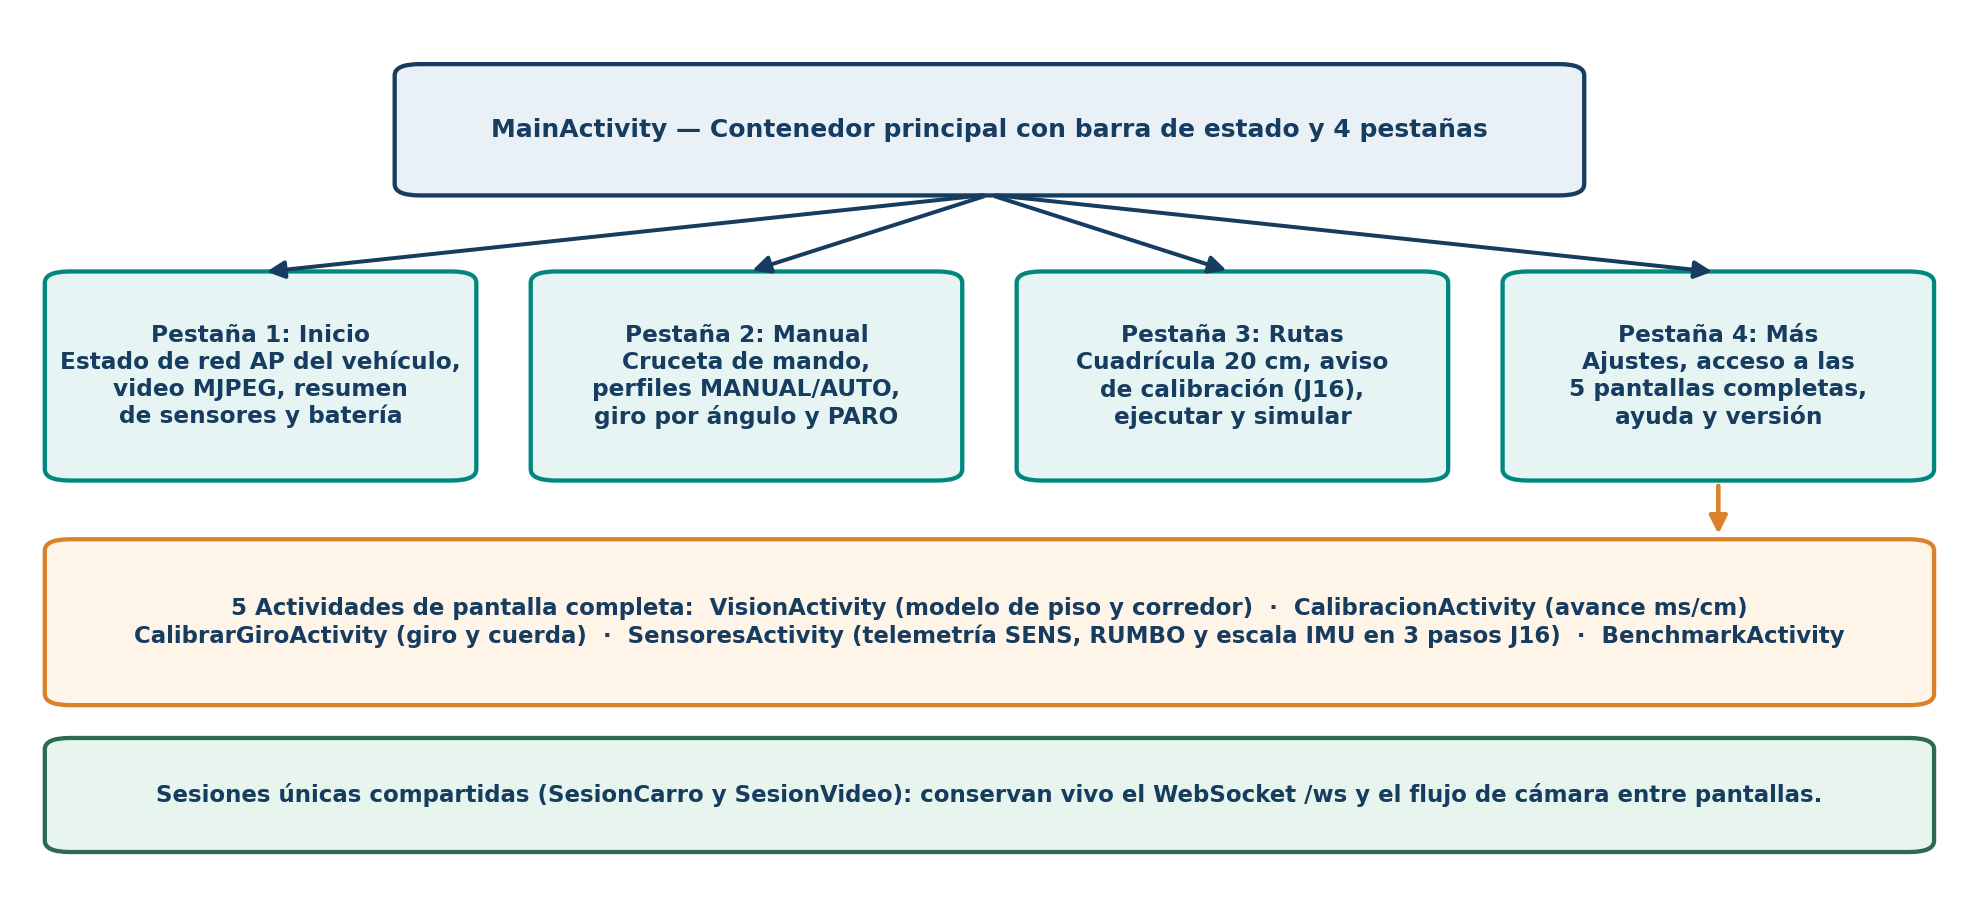 MainActivity — Contenedor principal con barra de estado y 4 pestañas
Pestaña 1: Inicio
Estado de red AP del vehículo,
video MJPEG, resumen
de sensores y batería
Pestaña 2: Manual
Cruceta de mando,
perfiles MANUAL/AUTO,
giro por ángulo y PARO
Pestaña 3: Rutas
Cuadrícula 20 cm, aviso
de calibración (J16),
ejecutar y simular
Pestaña 4: Más
Ajustes, acceso a las
5 pantallas completas,
ayuda y versión
5 Actividades de pantalla completa:  VisionActivity (modelo de piso y corredor)  ·  CalibracionActivity (avance ms/cm)
CalibrarGiroActivity (giro y cuerda)  ·  SensoresActivity (telemetría SENS, RUMBO y escala IMU en 3 pasos J16)  ·  BenchmarkActivity
Sesiones únicas compartidas (SesionCarro y SesionVideo): conservan vivo el WebSocket /ws y el flujo de cámara entre pantallas.